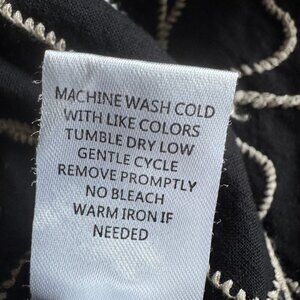 MACHINE WASH COLD
WITH LIKE COLORS
TUMBLE DRY LOW
GENTLE CYCLE
REMOVE PROMPTLY
NO BLEACH
WARM IRON IF
NEEDED